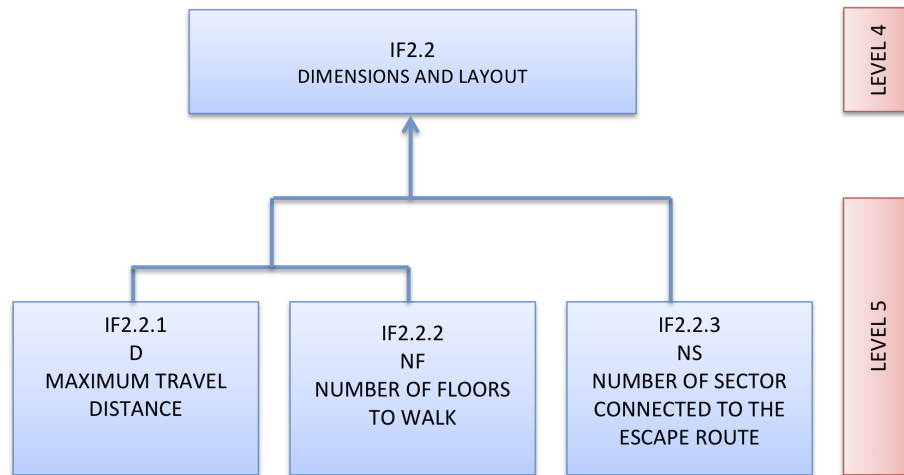 IF2.2
DIMENSIONS AND LAYOUT
LEVEL 4
IF2.2.1
D
MAXIMUM TRAVEL
DISTANCE
IF2.2.2
NF
NUMBER OF FLOORS
TO WALK
IF2.2.3
NS
NUMBER OF SECTOR
CONNECTED TO THE
ESCAPE ROUTE
LEVEL 5